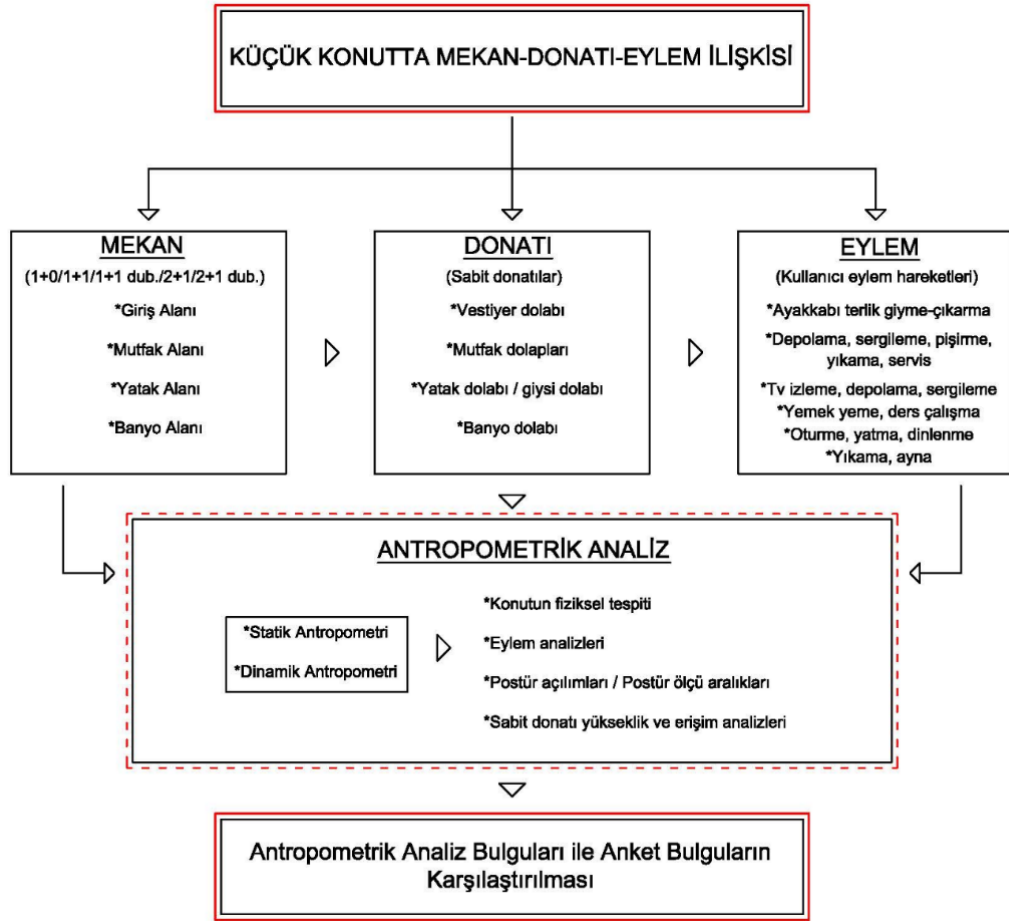 KÜÇÜK KONUTTA MEKAN-DONATI-EYLEM İLİŞKİSİ
MEKAN
(1+0/1+1/1+1 dub./2+1/2+1 dub.)
*Giriş Alanı
*Mutfak Alanı
*Yatak Alanı
*Banyo Alanı
DONATI
(Sabit donatılar)
*Vestiyer dolabı
*Mutfak dolapları
*Yatak dolabı / giysi dolabı
*Banyo dolabı
EYLEM
(Kullanıcı eylem hareketleri)
*Ayakkabı terlik giyme-çıkarma
*Depolama, sergileme, pişirme,
yıkama, servis
*Tv izleme, depolama, sergileme
*Yemek yeme, ders çalışma
*Oturme, yatma, dinlenme
*Yıkama, ayna
ANTROPOMETRİK ANALİZ
*Statik Antropometri
*Dinamik Antropometri
*Konutun fiziksel tespiti
*Eylem analizleri
*Postür açılımları / Postür ölçü aralıkları
*Sabit donatı yükseklik ve erişim analizleri
Antropometrik Analiz Bulguları ile Anket Bulguların
Karşılaştırılması